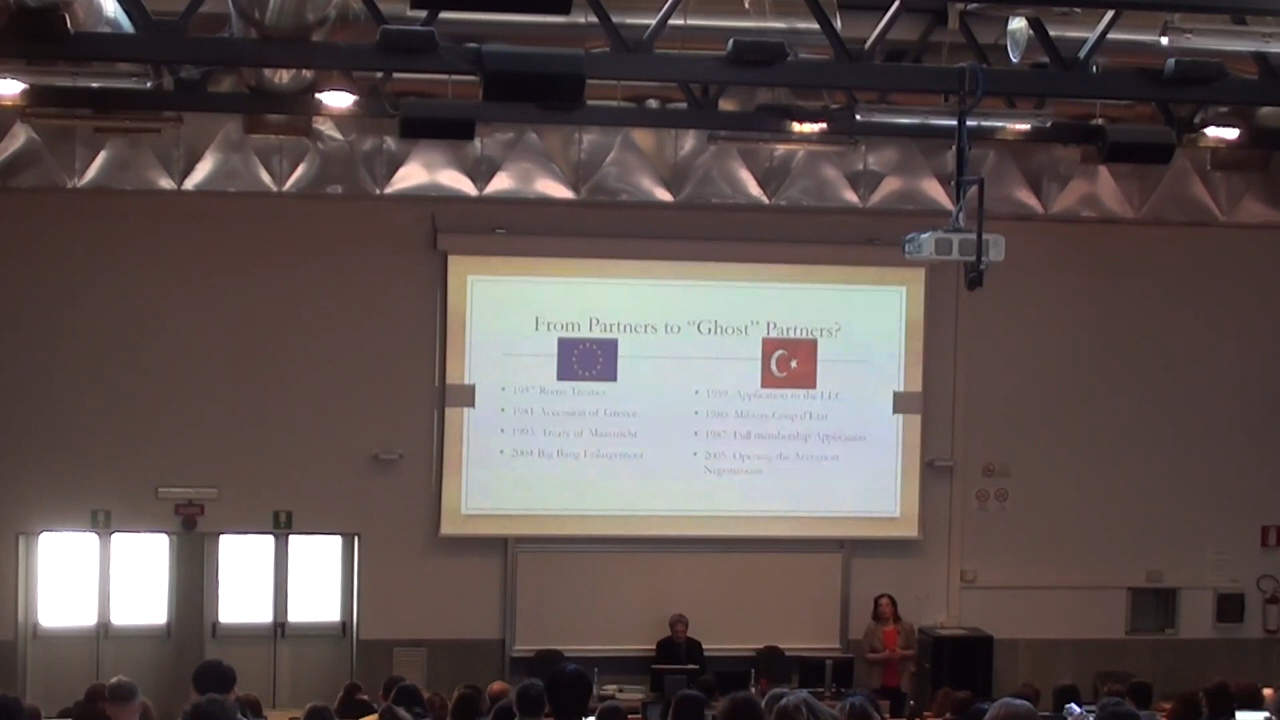 From Partners to “Ghost” Partners?
1957 Rome Treaties
1981 Accession of Greece
1993 Treaty of Maastricht
2004 Big Bang Enlargement
1959 Application to the EEC
1980 Military Coup d'Etat
1987 Full membership Application
2005 Opening the Accession
Negotiations